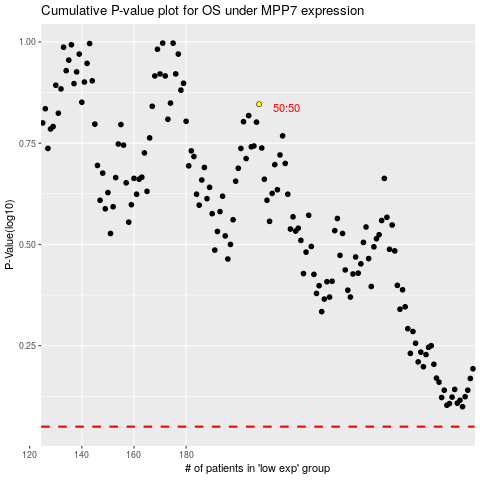 Cumulative P-value plot for OS under MPP7 expression
P-Value(log10)
1.00
0.75
0.50
0.25
50:50
120 140 160 180
# of patients in 'low exp' group